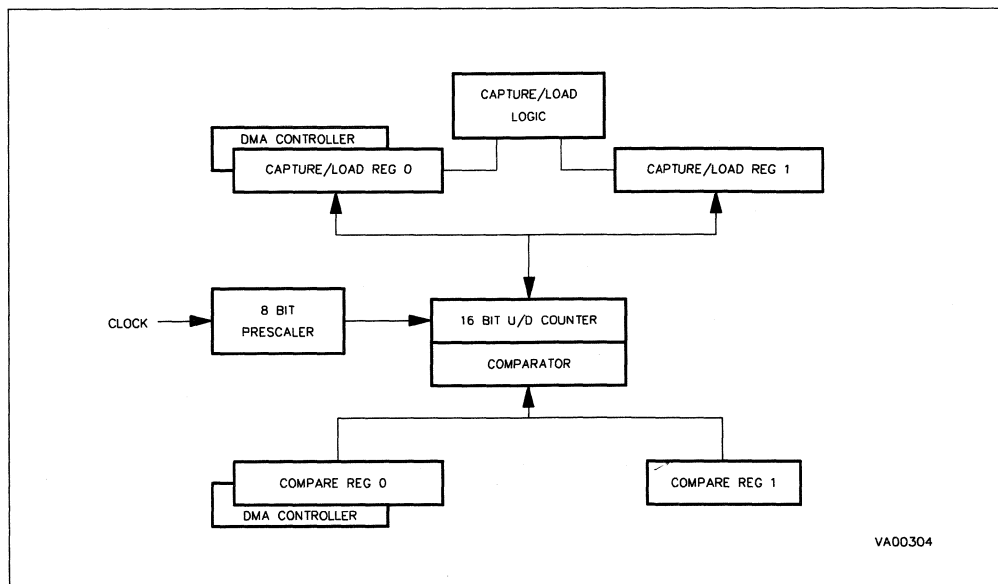 CAPTURE/LOAD
LOGIC
DMA CONTROLLER
CAPTURE/LOAD REG 0
CAPTURE/LOAD REG 1
CLOCK
8 BIT
PRESCALER
16 BIT U/D COUNTER
COMPARATOR
COMPARE REG 0
COMPARE REG 1
DMA CONTROLLER
VA00304